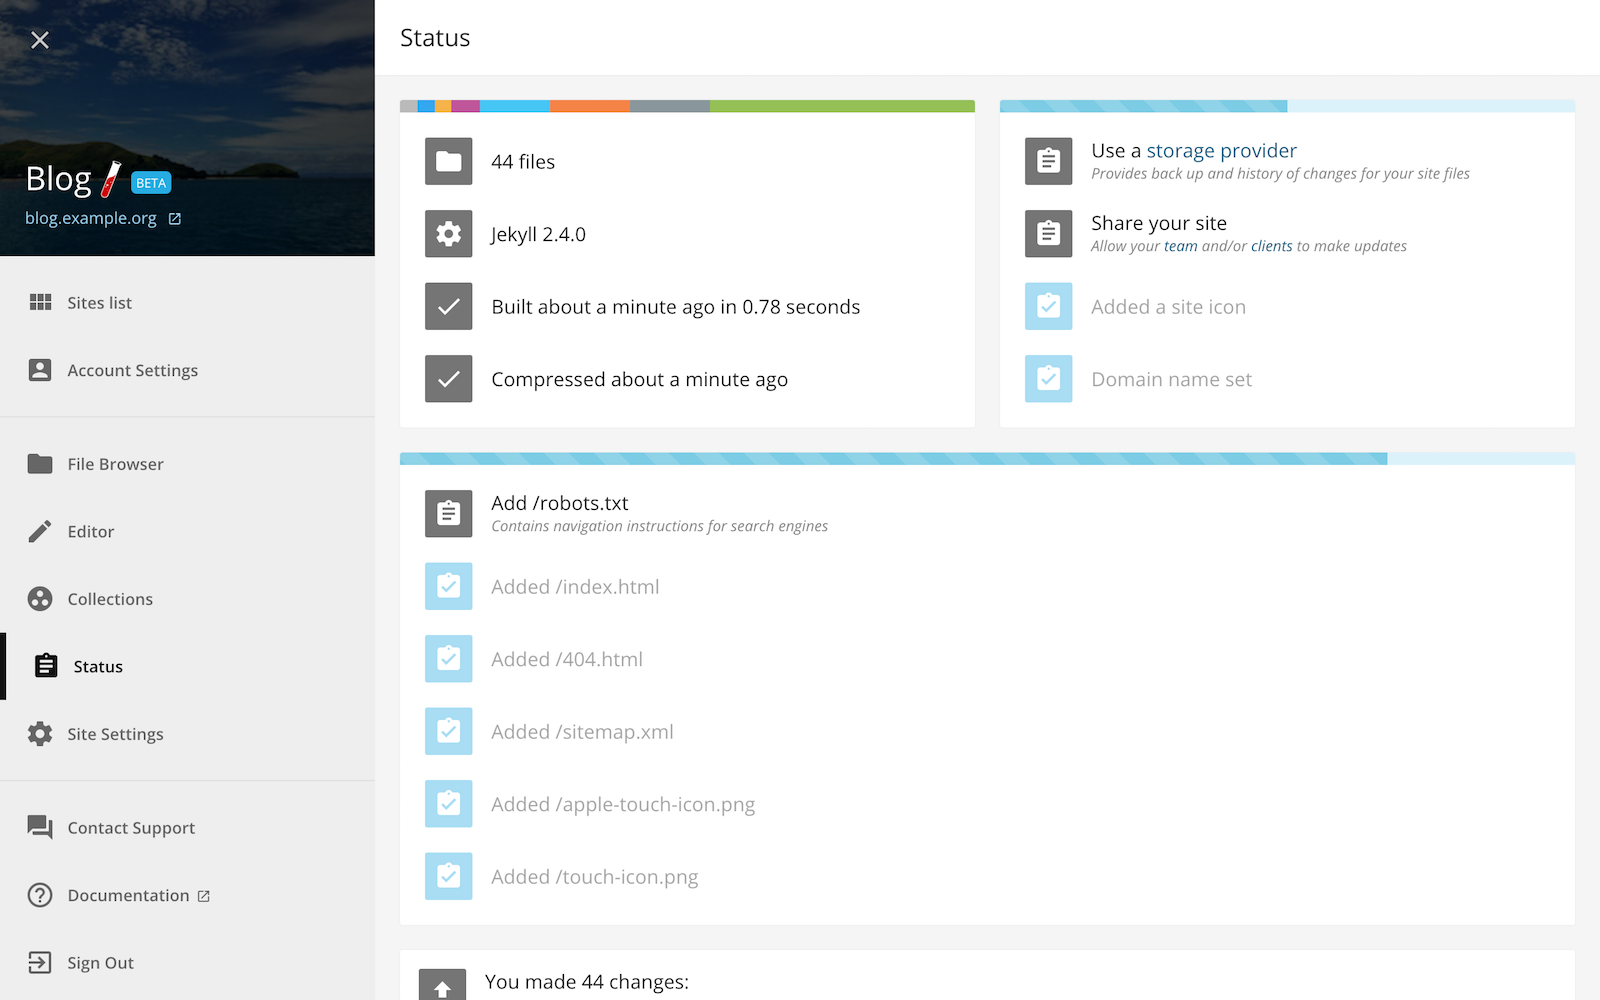 Blog BETA
blog.example.org
Sites list
Account Settings
File Browser
Editor
Collections
Status
Site Settings
Contact Support
Documentation
Sign Out
Status
44 files
Jekyll 2.4.0
Built about a minute ago in 0.78 seconds
Compressed about a minute ago
Use a storage provider
Provides back up and history of changes for your site files
Share your site
Allow your team and/or clients to make updates
Added a site icon
Domain name set
Add /robots.txt
Contains navigation instructions for search engines
Added /index.html
Added /404.html
Added /sitemap.xml
Added /apple-touch-icon.png
Added /touch-icon.png
You made 44 changes: